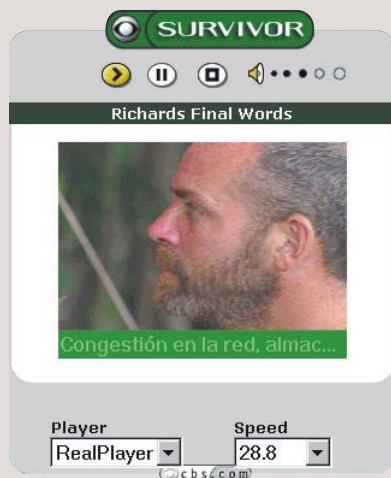 SURVIVOR
Richards Final Words
Congestión en la red, almac...
Player Speed
RealPlayer 28.8
cbs.com